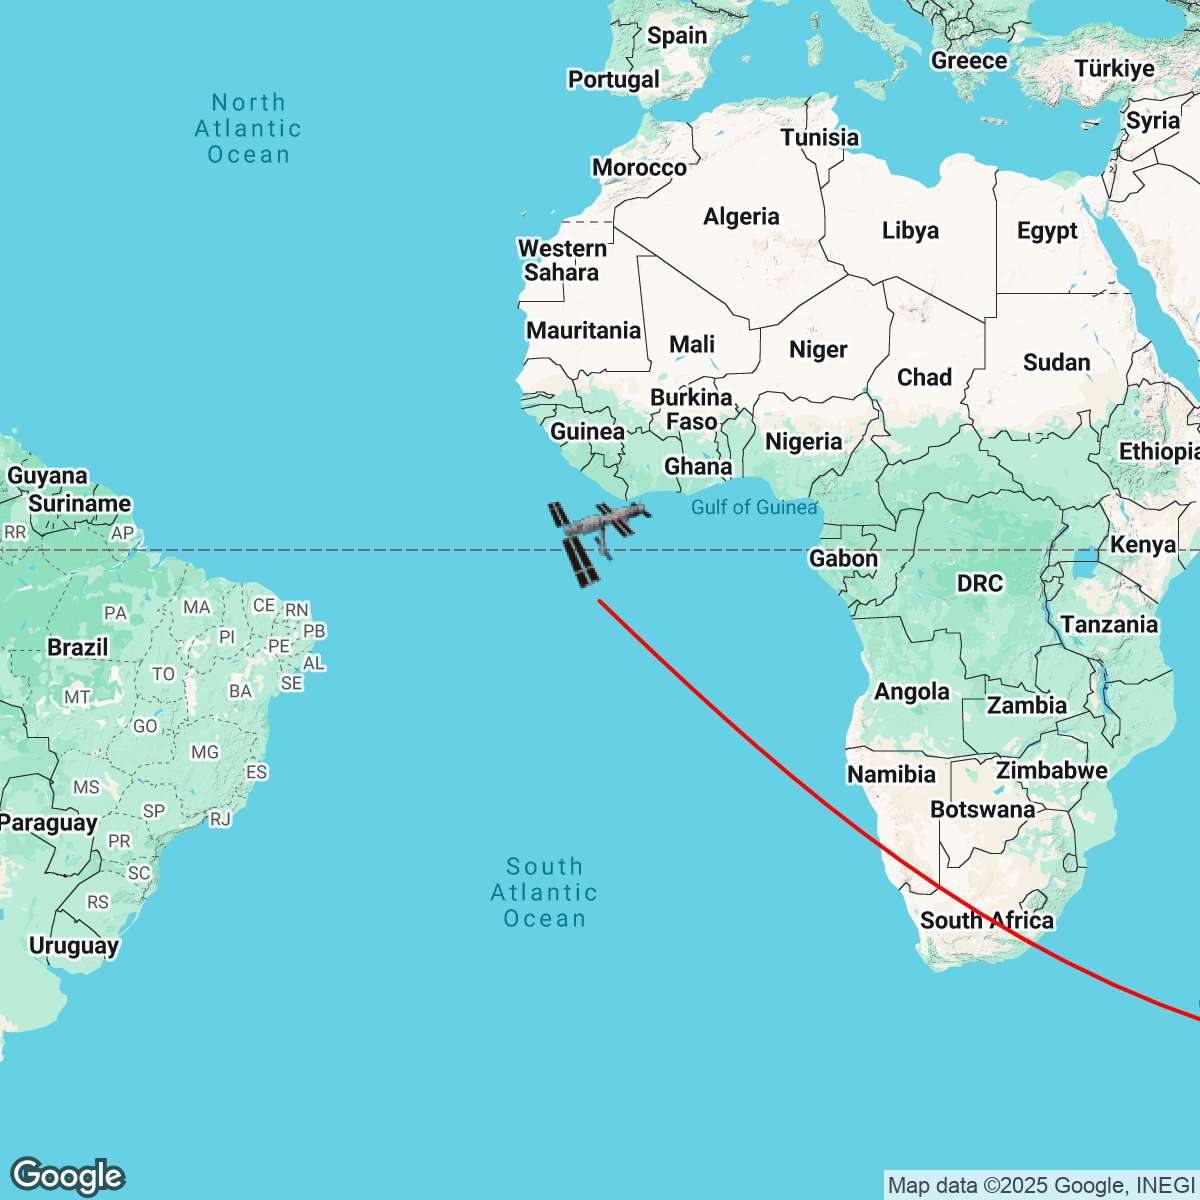 Spain
Greece
Türkiye
Portugal
North
Atlantic
Ocean
Syria
Tunisia
Morocco
Algeria
Libya
Egypt
Western
Sahara
Mauritania
Mali
Niger
Sudan
Chad
Burkina
Faso
Guinea
Nigeria
Ethiopia
Ghana
Guyana
Suriname
Gulf of Guinea
RR
AP
Gabon
Kenya
DRC
PA
MA
CE
RN
Tanzania
PB
PI
PE
Brazil
AL
TO
SE
MT
BA
Angola
Zambia
GO
MG
ES
Namibia
Zimbabwe
MS
SP
Botswana
RJ
Paraguay
PR
SC
South
Atlantic
Ocean
RS
South Africa
Uruguay
Google
Map data ©2025 Google, INEGI